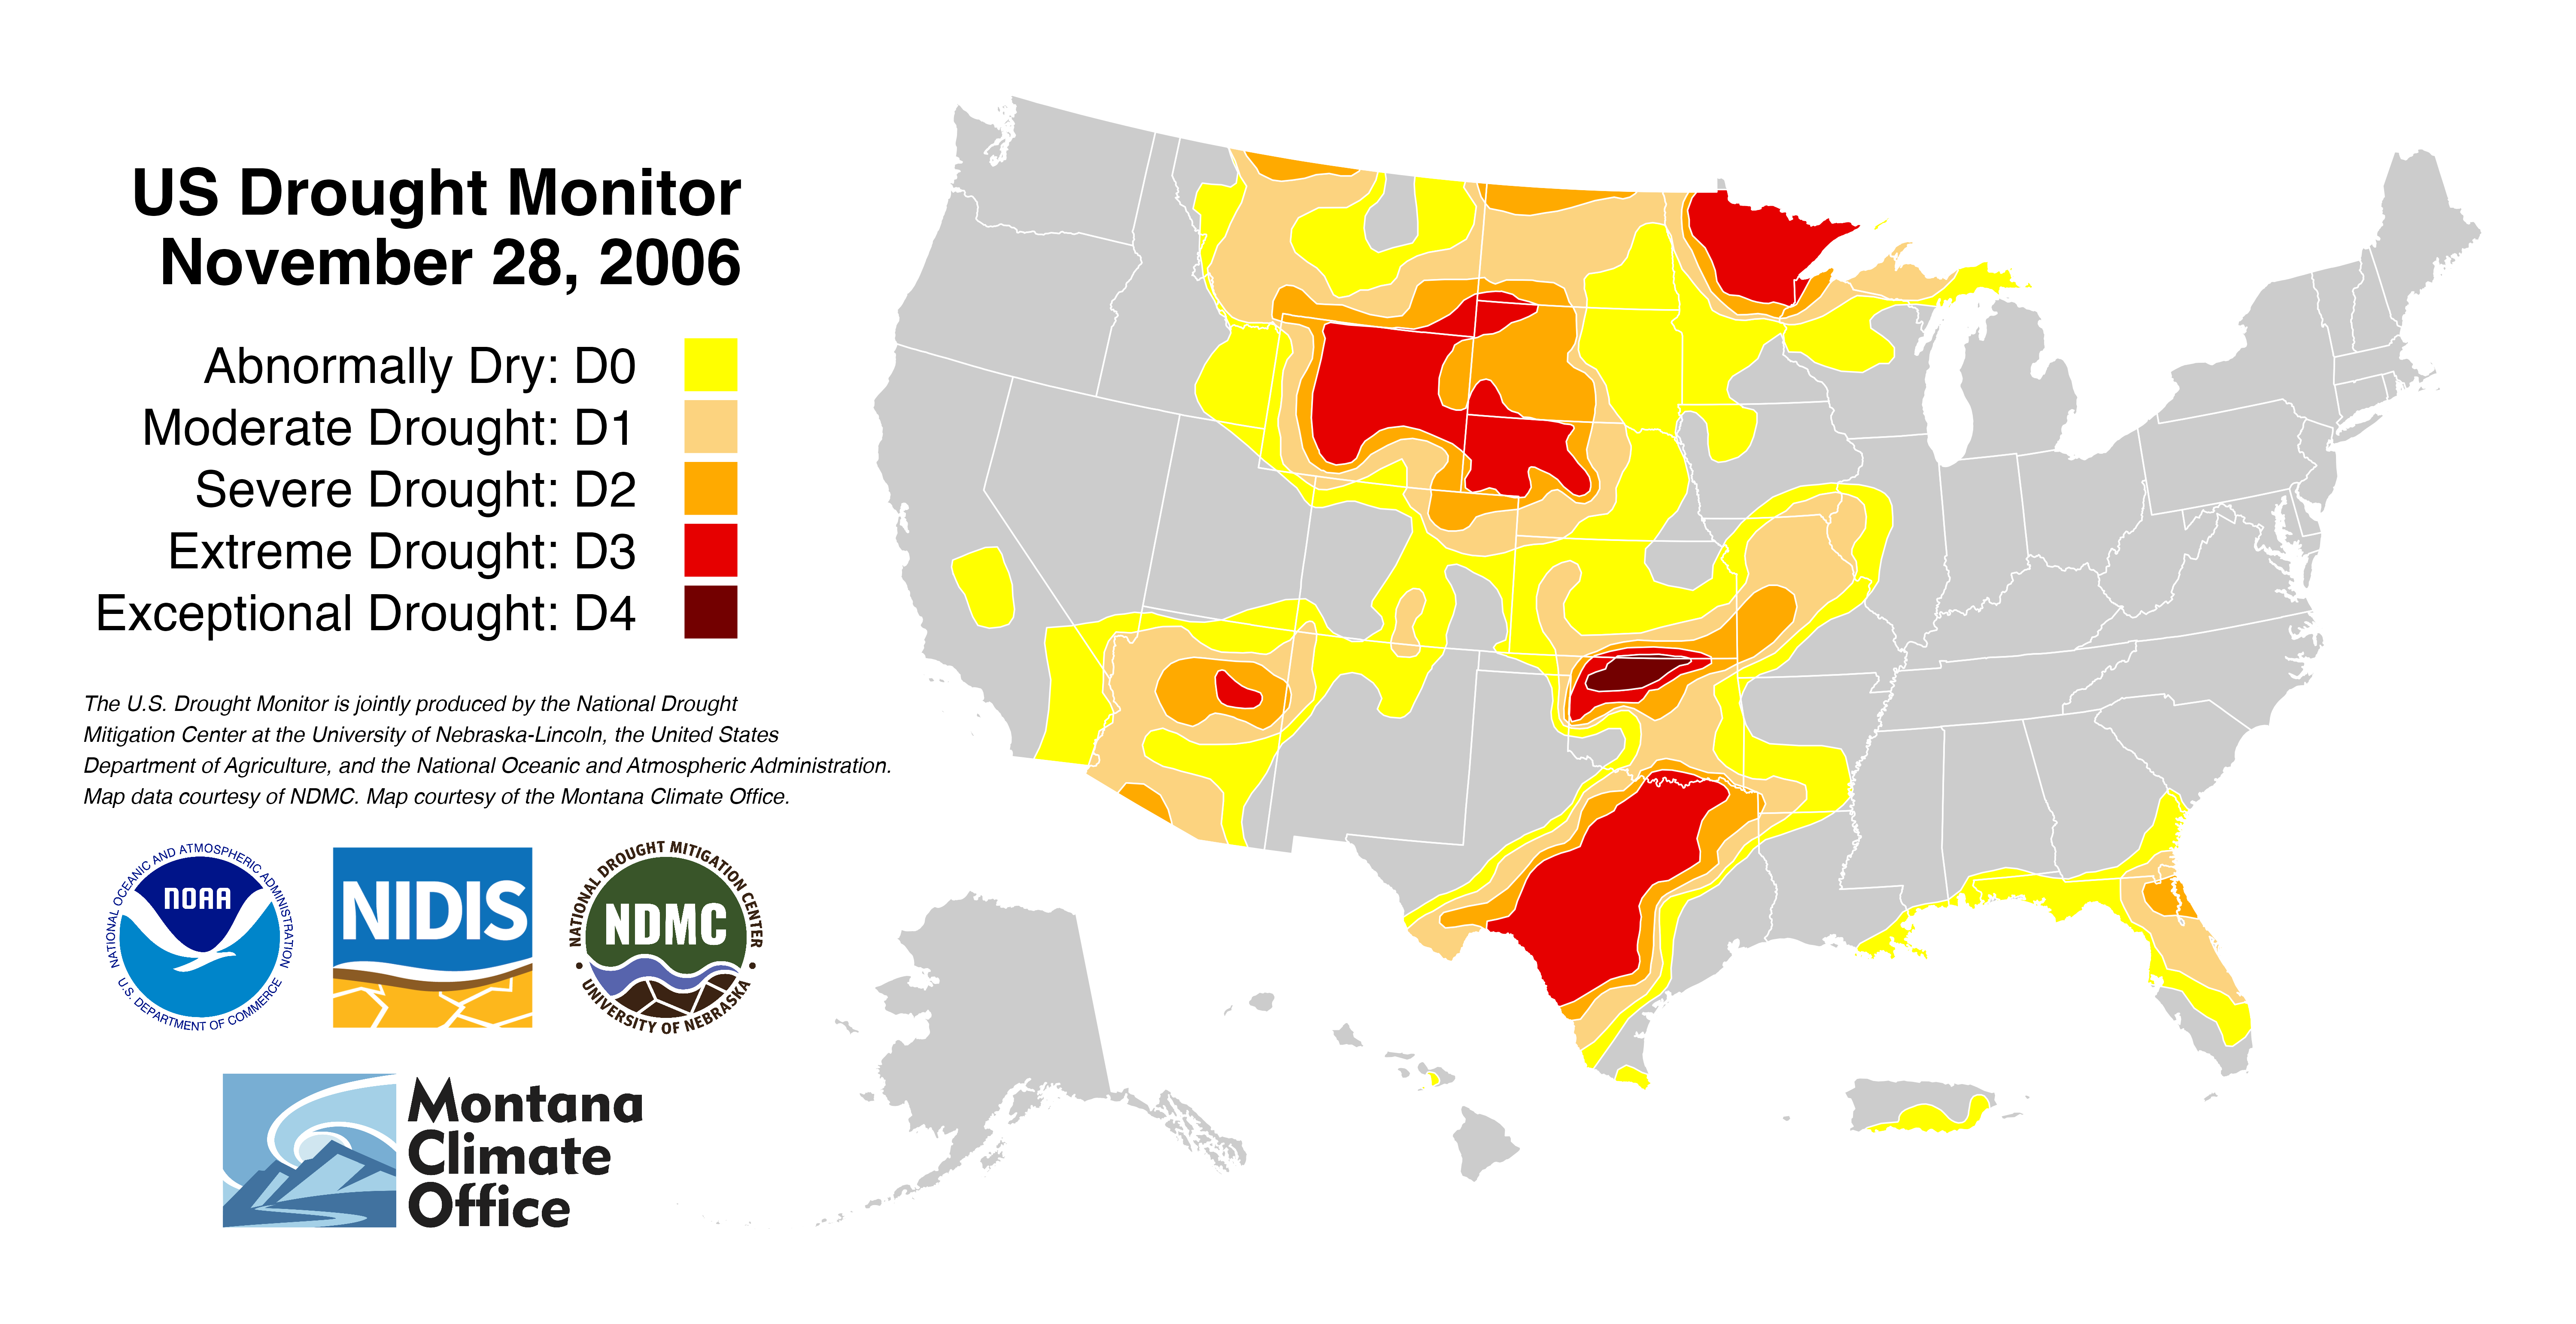 US Drought Monitor
November 28, 2006
Abnormally Dry: D0
Moderate Drought: D1
Severe Drought: D2
Extreme Drought: D3
Exceptional Drought: D4
The U.S. Drought Monitor is jointly produced by the National Drought
Mitigation Center at the University of Nebraska-Lincoln, the United States
Department of Agriculture, and the National Oceanic and Atmospheric Administration.
Map data courtesy of NDMC. Map courtesy of the Montana Climate Office.
NATIONAL OCEANIC AND ATMOSPHERIC ADMINISTRATION
NOAA
U.S. DEPARTMENT OF COMMERCE
NIDIS
NATIONAL DROUGHT MITIGATION CENTER
NDMC
UNIVERSITY OF NEBRASKA
Montana
Climate
Office